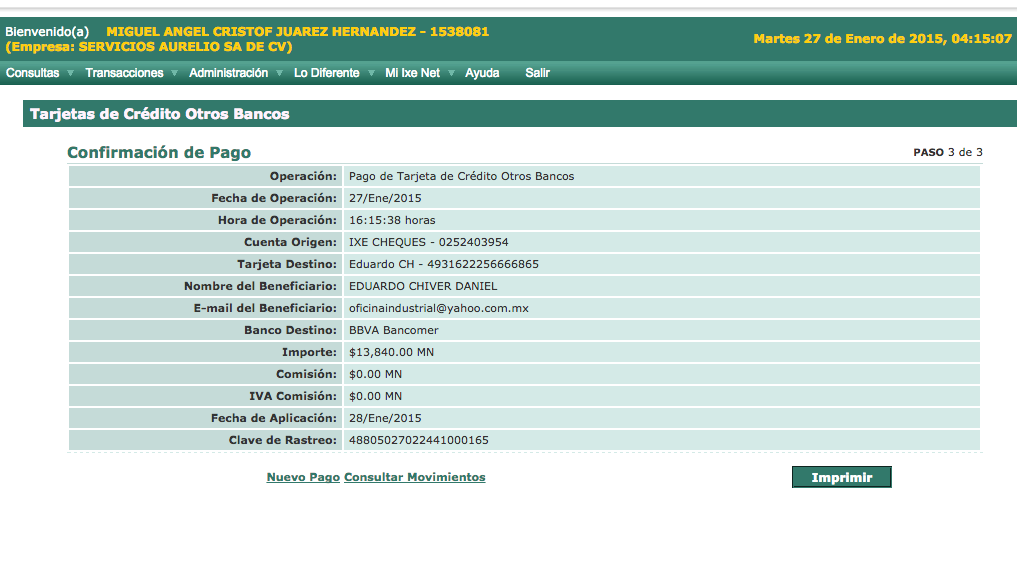 Bienvenido(a) MIGUEL ANGEL CRISTOF JUAREZ HERNANDEZ - 1538081
(Empresa: SERVICIOS AURELIO SA DE CV)
Martes 27 de Enero de 2015, 04:15:07
Consultas Transacciones Administración Lo Diferente Mi Ixe Net Ayuda Salir
Tarjetas de Crédito Otros Bancos
Confirmación de Pago PASO 3 de 3
Operación: Pago de Tarjeta de Crédito Otros Bancos
Fecha de Operación: 27/Ene/2015
Hora de Operación: 16:15:38 horas
Cuenta Origen: IXE CHEQUES - 0252403954
Tarjeta Destino: Eduardo CH - 4931622256666865
Nombre del Beneficiario: EDUARDO CHIVER DANIEL
E-mail del Beneficiario: oficinaindustrial@yahoo.com.mx
Banco Destino: BBVA Bancomer
Importe: $13,840.00 MN
Comisión: $0.00 MN
IVA Comisión: $0.00 MN
Fecha de Aplicación: 28/Ene/2015
Clave de Rastreo: 48805027022441000165
Nuevo Pago Consultar Movimientos Imprimir